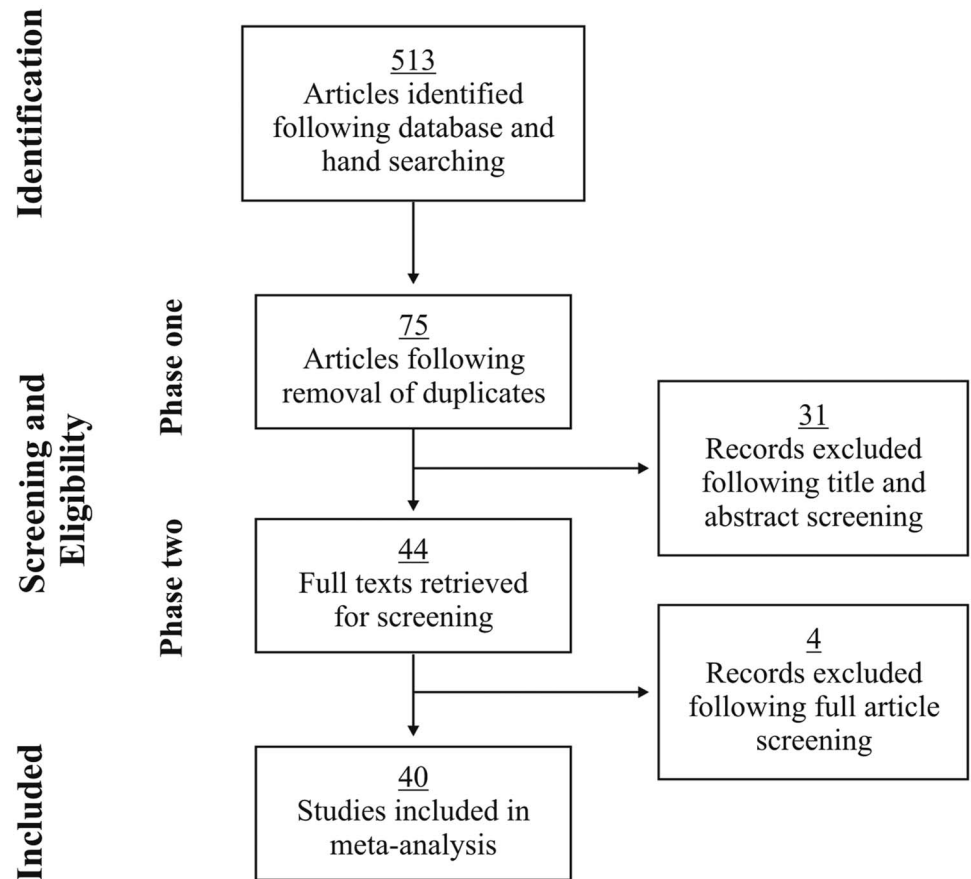 Identification
513
Articles identified
following database and
hand searching
Screening and
Eligibility
Phase one
75
Articles following
removal of duplicates
31
Records excluded
following title and
abstract screening
Phase two
44
Full texts retrieved
for screening
4
Records excluded
following full article
screening
Included
40
Studies included in
meta-analysis